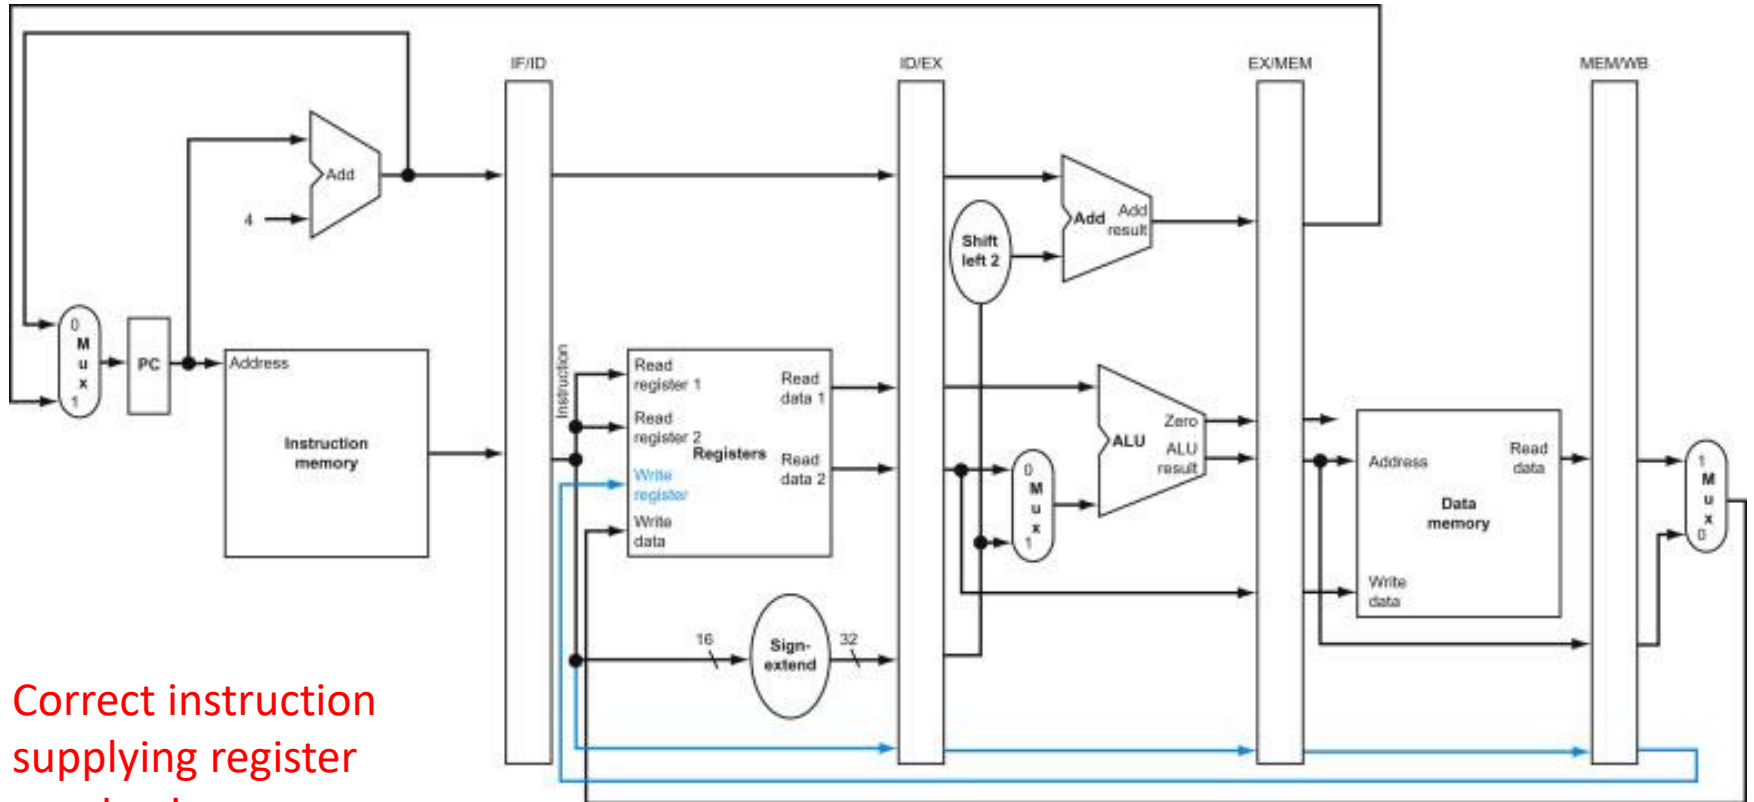 IF/ID
ID/EX
EX/MEM
MEM/WB
Add
4
Add
Add
result
Shift
left 2
0
M
u
x
1
PC
Address
Instruction
memory
Instruction
Read
register 1
Read
register 2
Write
register
Write
data
Registers
Read
data 1
Read
data 2
0
M
u
x
1
ALU
Zero
ALU
result
Address
Read
data
Data
memory
Write
data
1
M
u
x
0
16
Sign-
extend
32
Correct instruction
supplying register